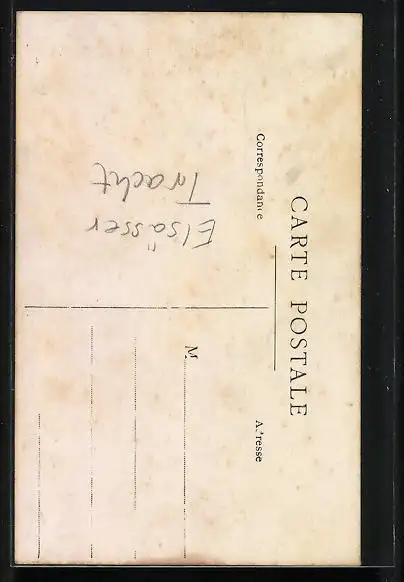 CARTE POSTALE
Correspondance
Adresse
M
Elsässer
Tracht